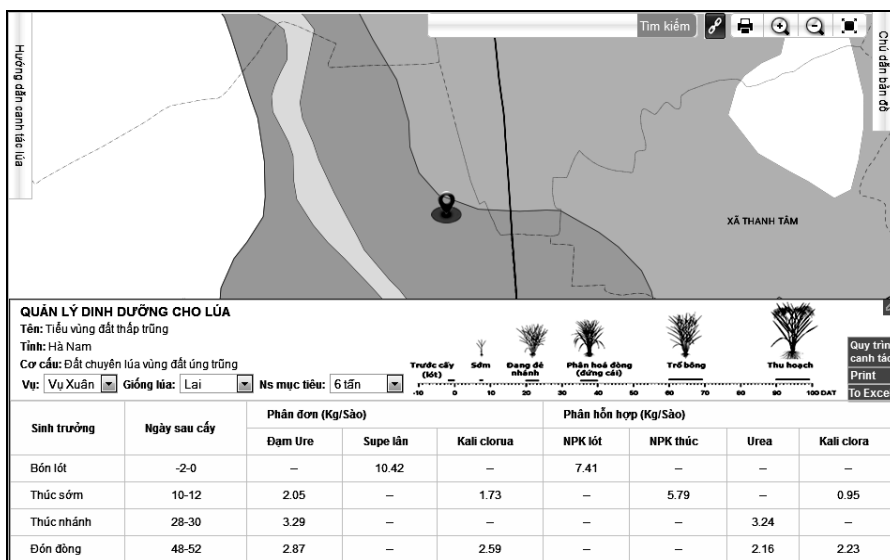 Tìm kiếm
Hướng dẫn canh tác lúa
Chú dẫn bản đồ
XÃ THANH TÂM
QUẢN LÝ DINH DƯỠNG CHO LÚA
Tên: Tiểu vùng đất thấp trũng
Tỉnh: Hà Nam
Cơ cấu: Đất chuyên lúa vùng đất úng trũng
Vụ: Vụ Xuân Giống lúa: Lai Ns mục tiêu: 6 tấn
Trước cấy (lót) Sớm Đang đẻ nhánh Phân hoá đòng (đứng cái) Trổ bông Thu hoạch
-10 0 10 20 30 40 50 60 70 80 90 100 DAT
Quy trìn
canh tác
Print
To Exce
Sinh trưởng Ngày sau cấy Phân đơn (Kg/Sào) Phân hỗn hợp (Kg/Sào)
Đạm Ure Supe lân Kali clorua NPK lót NPK thúc Urea Kali clora
Bón lót -2-0 – 10.42 – 7.41 – – –
Thúc sớm 10-12 2.05 – 1.73 – 5.79 – 0.95
Thúc nhánh 28-30 3.29 – – – – 3.24 –
Đón đòng 48-52 2.87 – 2.59 – – 2.16 2.23